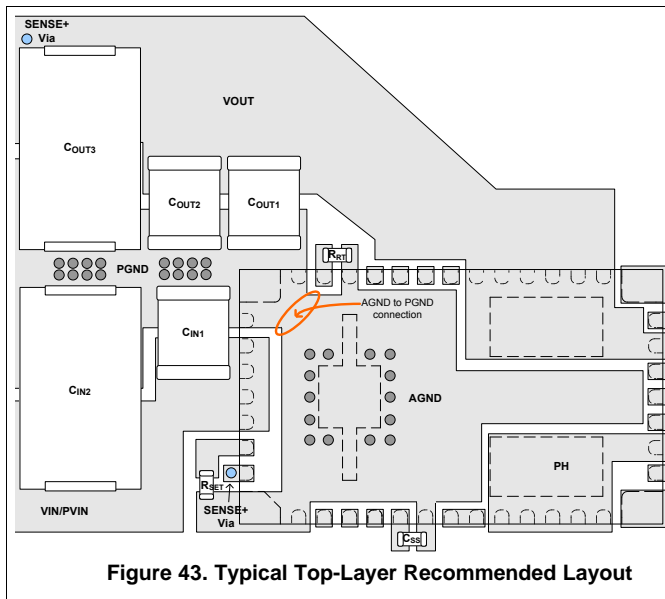 SENSE+
Via
VOUT
COUT3
COUT2
COUT1
PGND
RRT
AGND to PGND
connection
CIN1
CIN2
AGND
RSET
SENSE+
Via
PH
VIN/PVIN
CSS
Figure 43. Typical Top-Layer Recommended Layout